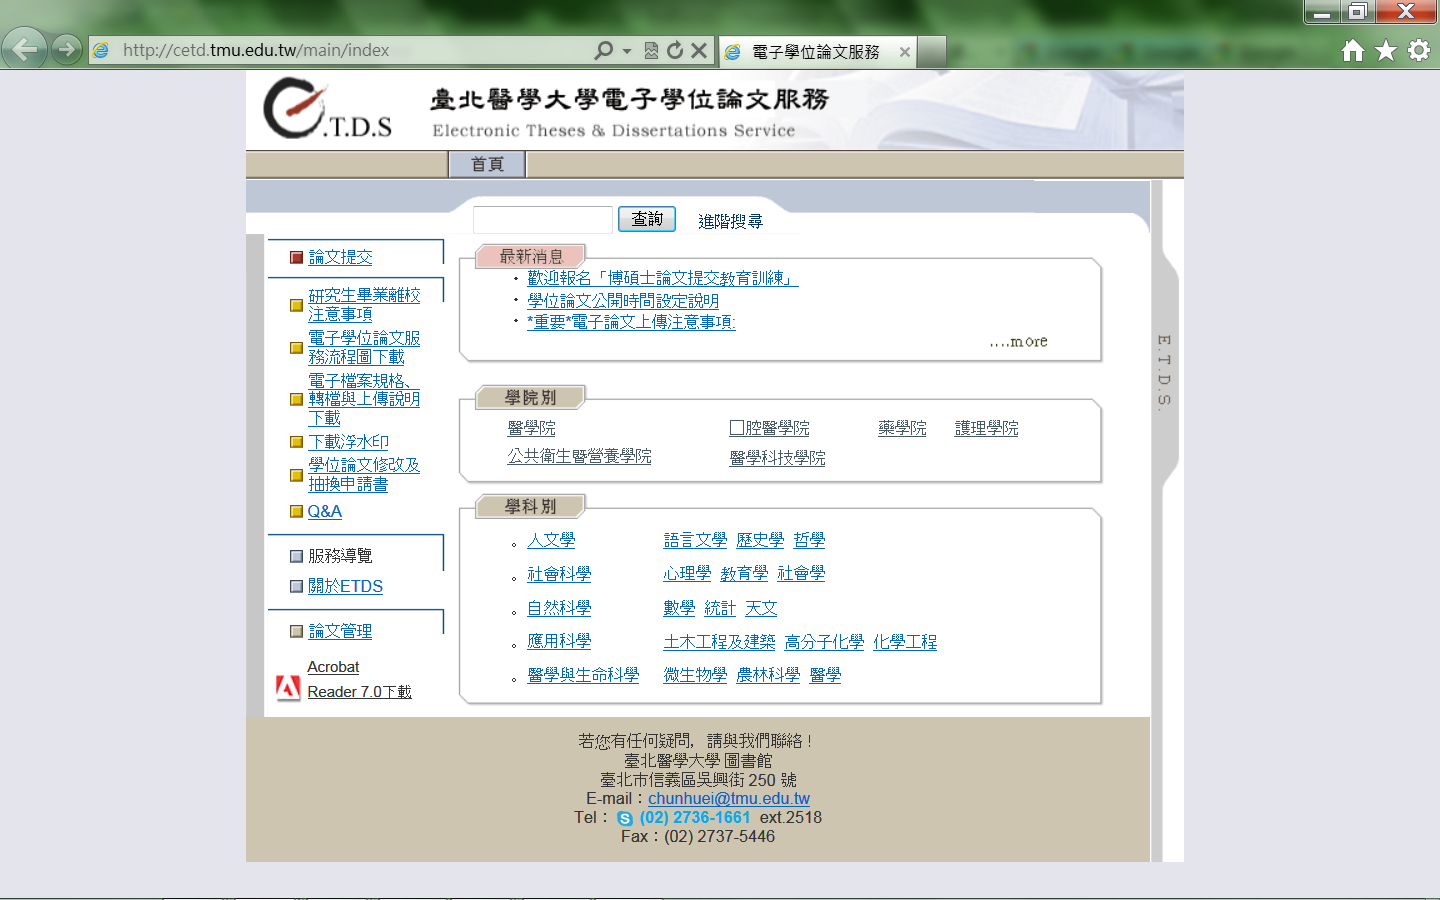 http://cetd.tmu.edu.tw/main/index
電子學位論文服務
E.T.D.S
臺北醫學大學電子學位論文服務
Electronic Theses & Dissertations Service
首頁
查詢 進階搜尋
論文提交
研究生畢業離校
注意事項
電子學位論文服
務流程圖下載
電子檔案規格、
轉檔與上傳說明
下載
下載浮水印
學位論文修改及
抽換申請書
Q&A
服務導覽
關於ETDS
論文管理
Acrobat
Reader 7.0下載
最新消息
歡迎報名「博碩士論文提交教育訓練」
學位論文公開時間設定說明
*重要*電子論文上傳注意事項:
....more
學院別
醫學院 口腔醫學院 藥學院 護理學院
公共衛生暨營養學院 醫學科技學院
學科別
。人文學 語言文學 歷史學 哲學
。社會科學 心理學 教育學 社會學
。自然科學 數學 統計 天文
。應用科學 土木工程及建築 高分子化學 化學工程
。醫學與生命科學 微生物學 農林科學 醫學
E.T.D.S.
若您有任何疑問，請與我們聯絡！
臺北醫學大學 圖書館
臺北市信義區吳興街 250 號
E-mail：chunhuei@tmu.edu.tw
Tel： (02) 2736-1661 ext.2518
Fax：(02) 2737-5446